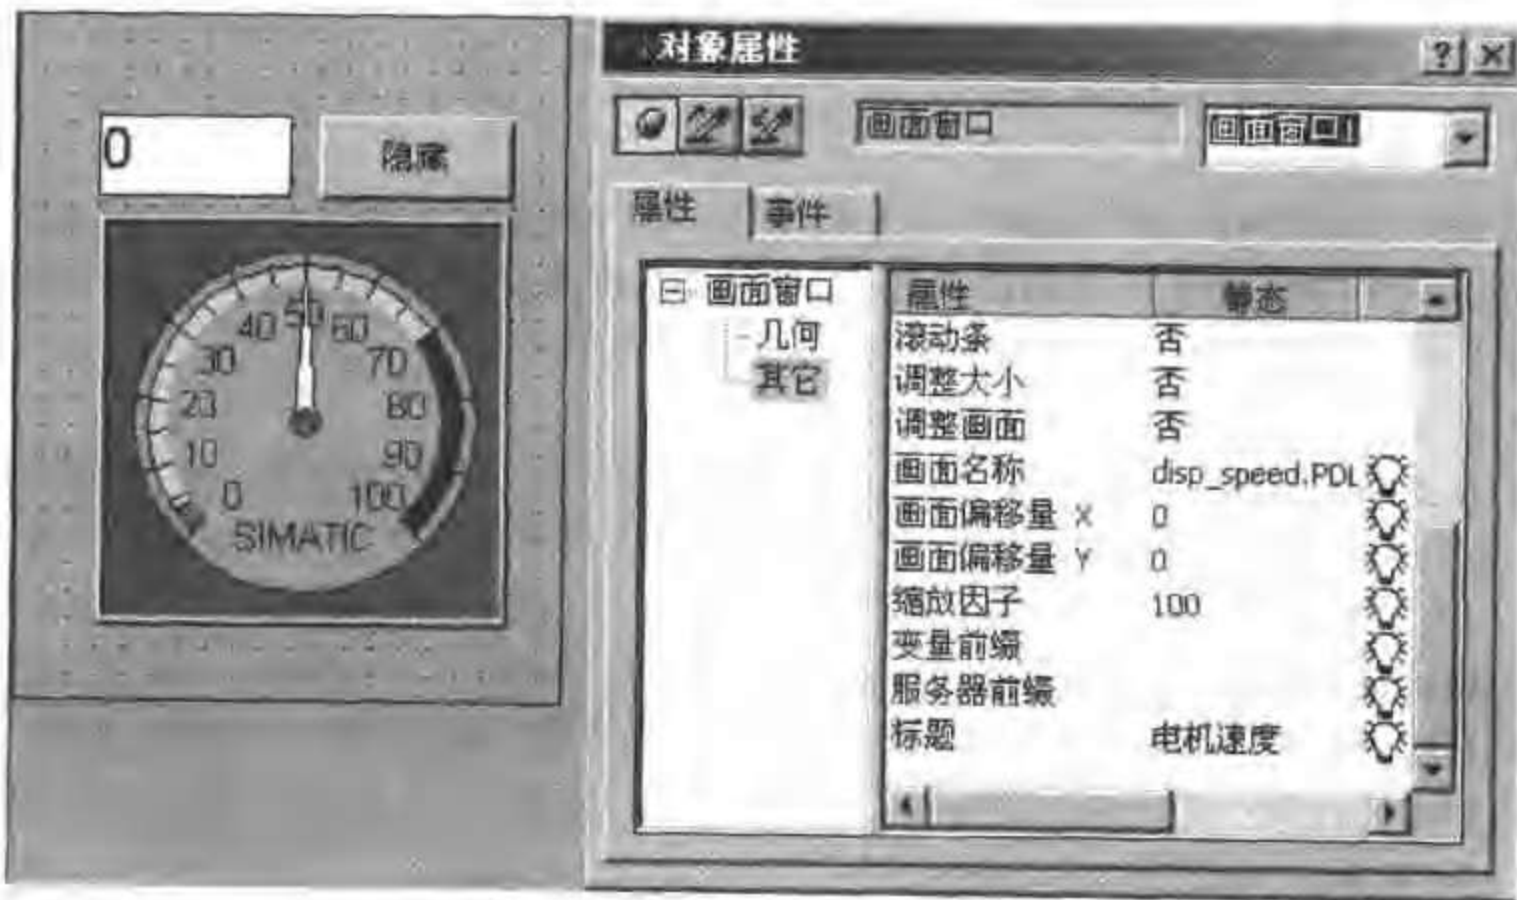 0
隐藏
40 50 60
30 70
20 80
10 90
0 100
SIMATIC
对象属性
? ×
画面窗口 画面窗口1
属性 事件
画面窗口
几何
其它
属性 静态
滚动条 否
调整大小 否
调整画面 否
画面名称 disp_speed.PDL
画面偏移量 X 0
画面偏移量 Y 0
缩放因子 100
变量前缀
服务器前缀
标题 电机速度